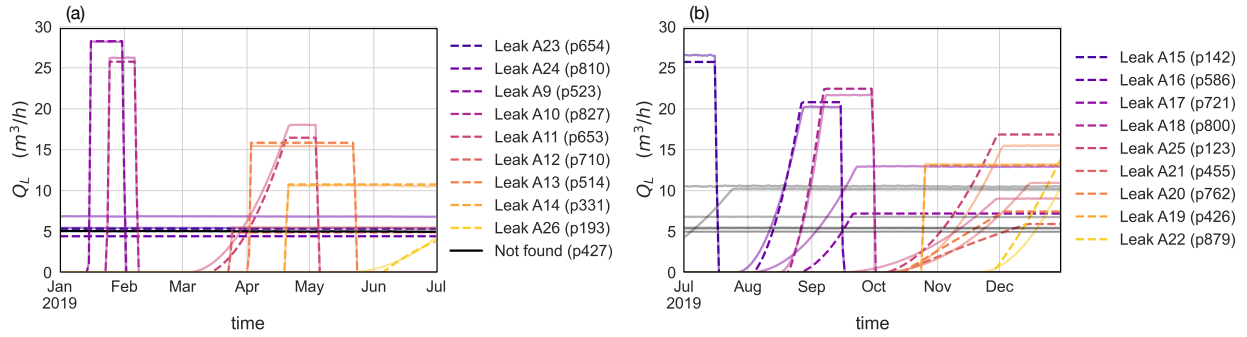 (a)
30
25
20
15
10
5
0
Q_L (m^3/h)
Jan
2019
Feb
Mar
Apr
May
Jun
Jul
time
Leak A23 (p654)
Leak A24 (p810)
Leak A9 (p523)
Leak A10 (p827)
Leak A11 (p653)
Leak A12 (p710)
Leak A13 (p514)
Leak A14 (p331)
Leak A26 (p193)
Not found (p427)
(b)
30
25
20
15
10
5
0
Q_L (m^3/h)
Jul
2019
Aug
Sep
Oct
Nov
Dec
time
Leak A15 (p142)
Leak A16 (p586)
Leak A17 (p721)
Leak A18 (p800)
Leak A25 (p123)
Leak A21 (p455)
Leak A20 (p762)
Leak A19 (p426)
Leak A22 (p879)